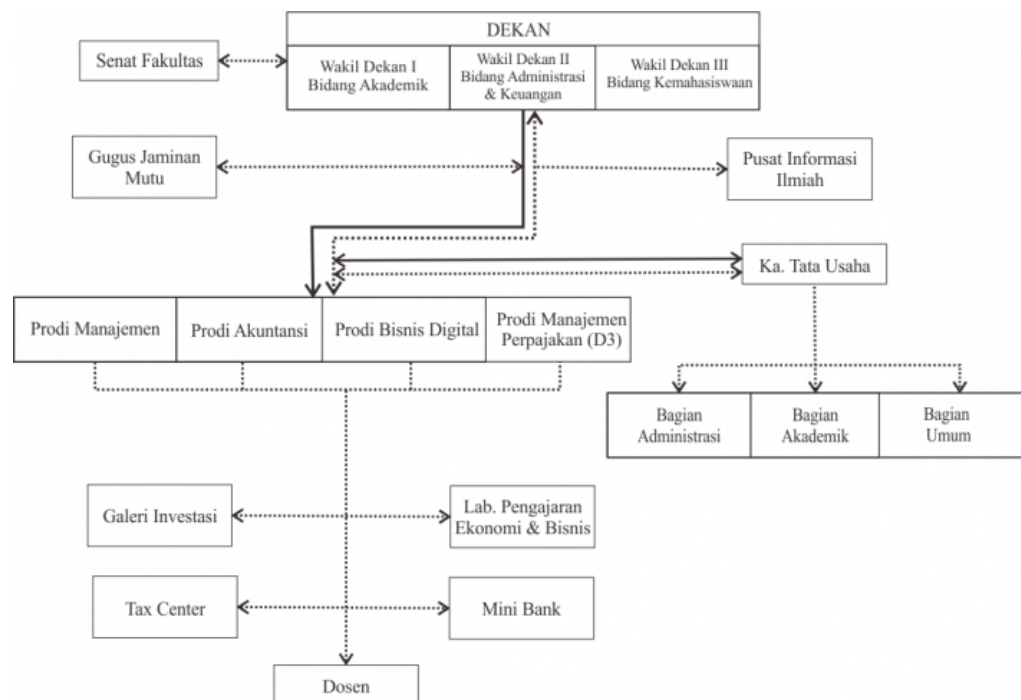 DEKAN
Senat Fakultas
Wakil Dekan I
Bidang Akademik
Wakil Dekan II
Bidang Administrasi
& Keuangan
Wakil Dekan III
Bidang Kemahasiswaan
Gugus Jaminan
Mutu
Pusat Informasi
Ilmiah
Ka. Tata Usaha
Prodi Manajemen
Prodi Akuntansi
Prodi Bisnis Digital
Prodi Manajemen
Perpajakan (D3)
Bagian
Administrasi
Bagian
Akademik
Bagian
Umum
Galeri Investasi
Lab. Pengajaran
Ekonomi & Bisnis
Tax Center
Mini Bank
Dosen